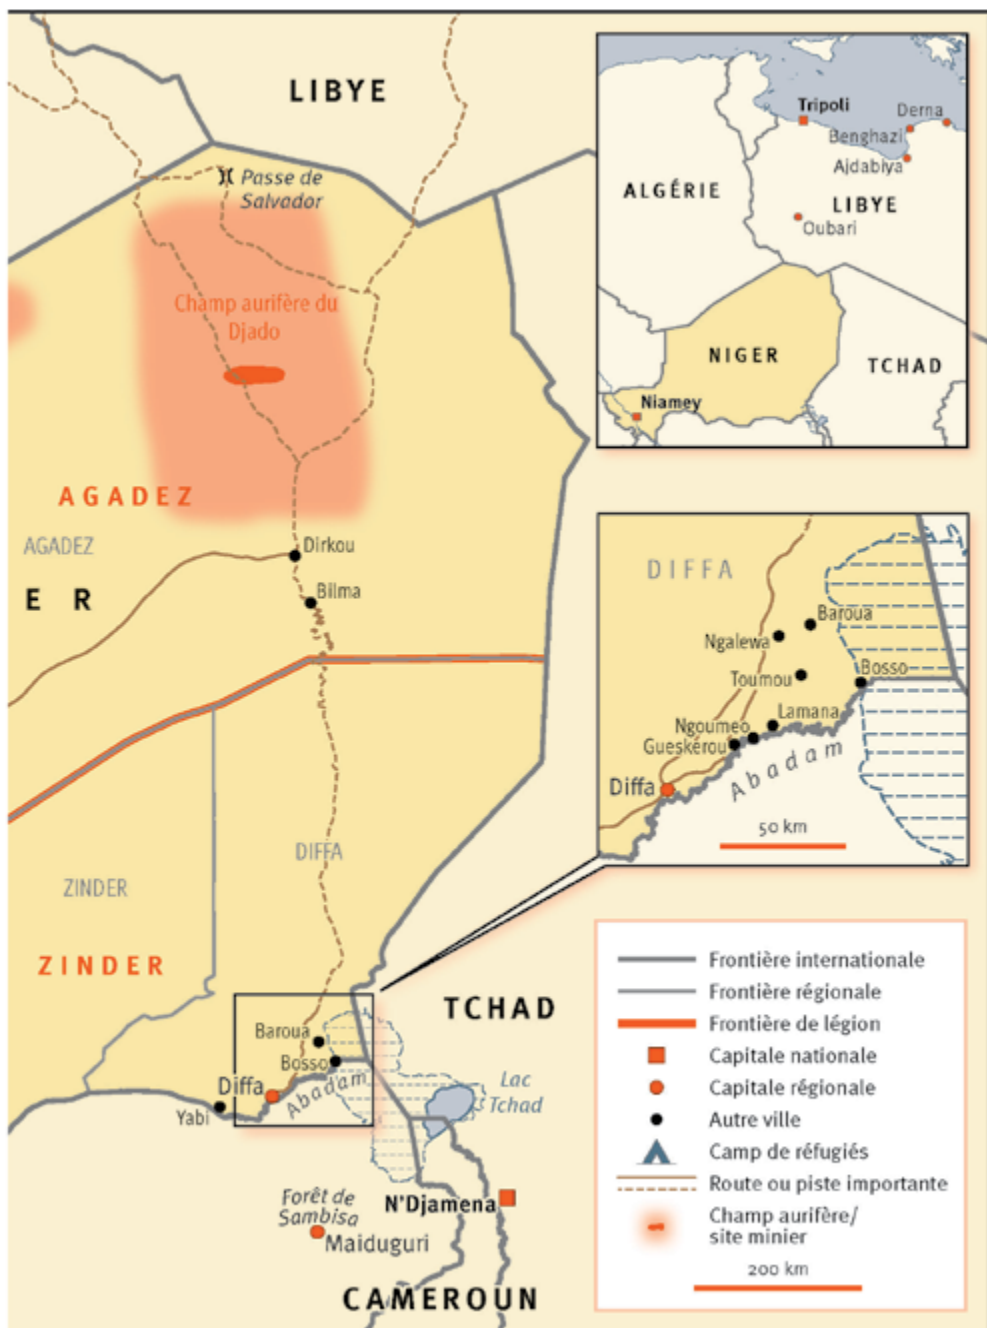 LIBYE
Passe de
Salvador
Champ aurifère du
Djado
AGADEZ
AGADEZ
E R
Dirkou
Bilma
DIFFA
ZINDER
ZINDER
TCHAD
Baroua
Bosso
Diffa
Abadam
Yabi
Lac
Tchad
Forêt de
Sambisa
N'Djamena
Maiduguri
CAMEROUN
Tripoli
Derna
Benghazi
Ajdabiya
ALGÉRIE
LIBYE
Oubari
NIGER
TCHAD
Niamey
DIFFA
Baroua
Ngalewa
Toumou
Bosso
Lamana
Ngoumeo
Gueskérou
Abadam
Diffa
50 km
Frontière internationale
Frontière régionale
Frontière de légion
Capitale nationale
Capitale régionale
Autre ville
Camp de réfugiés
Route ou piste importante
Champ aurifère/
site minier
200 km